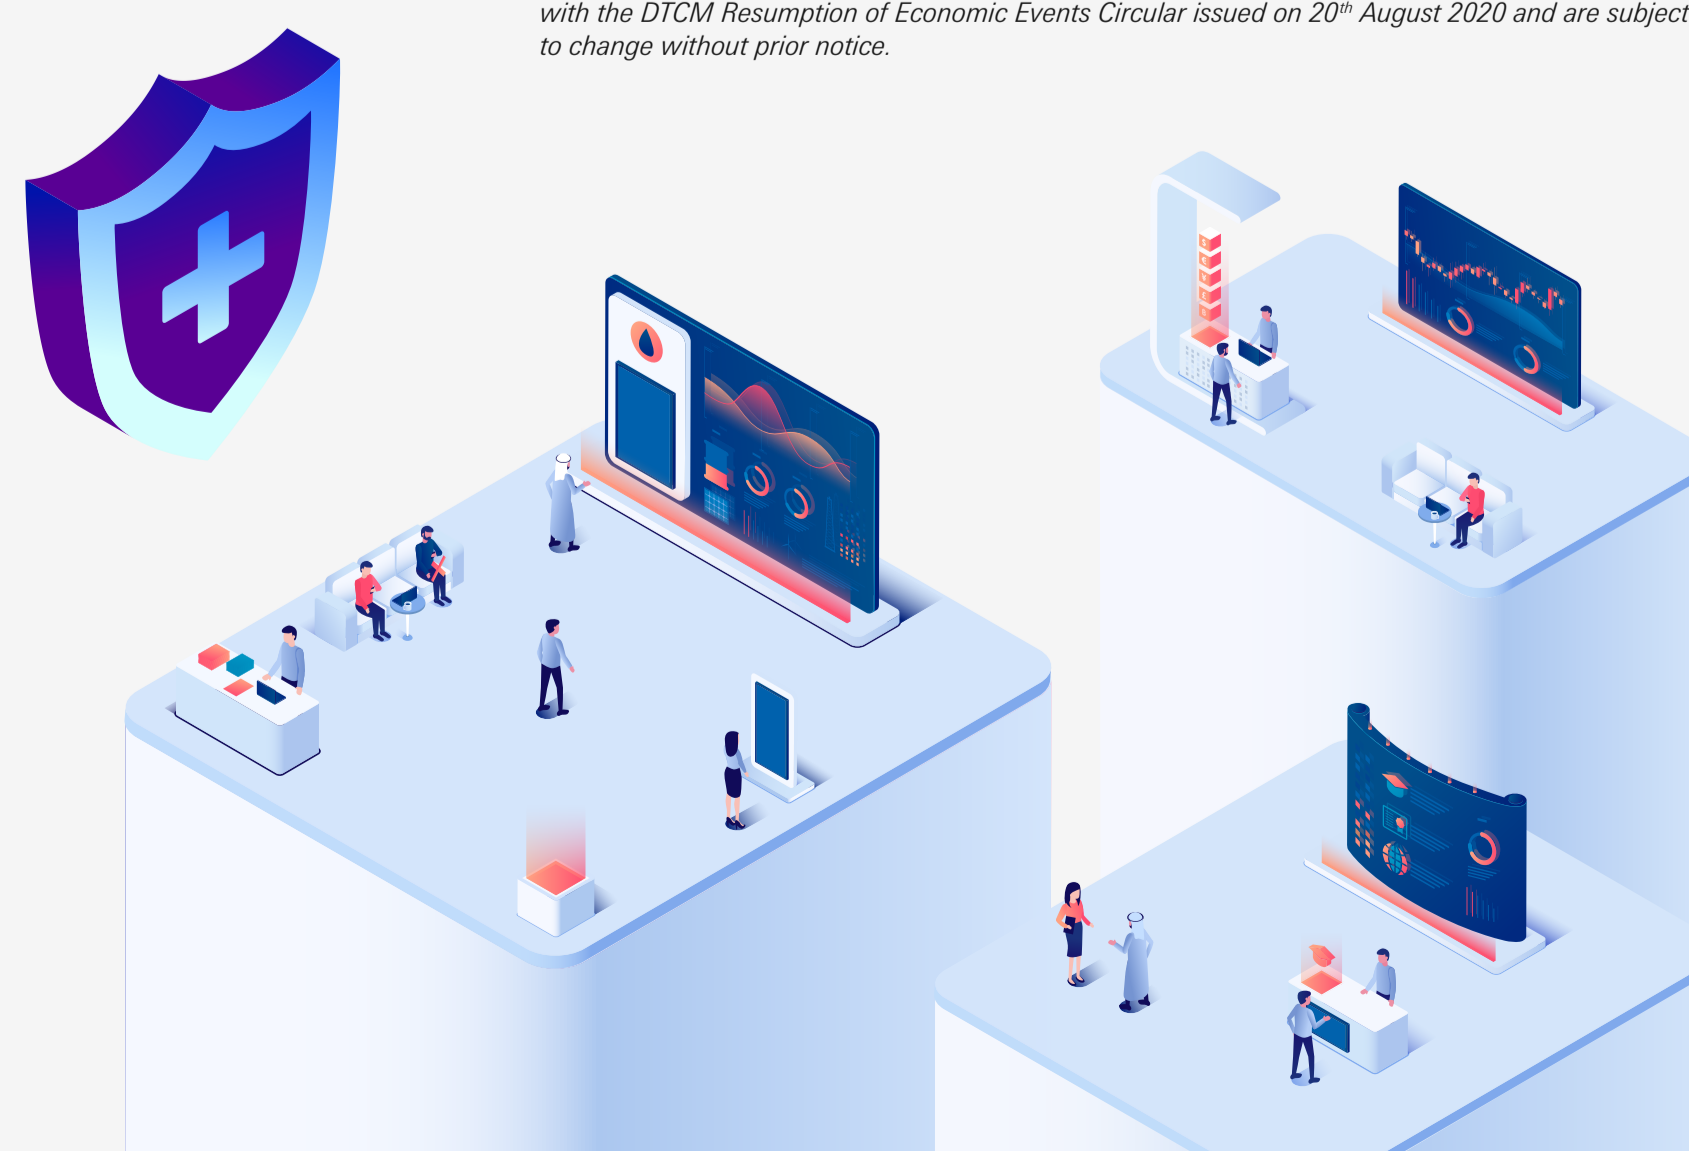 with the DTCM Resumption of Economic Events Circular issued on 20th August 2020 and are subject
to change without prior notice.